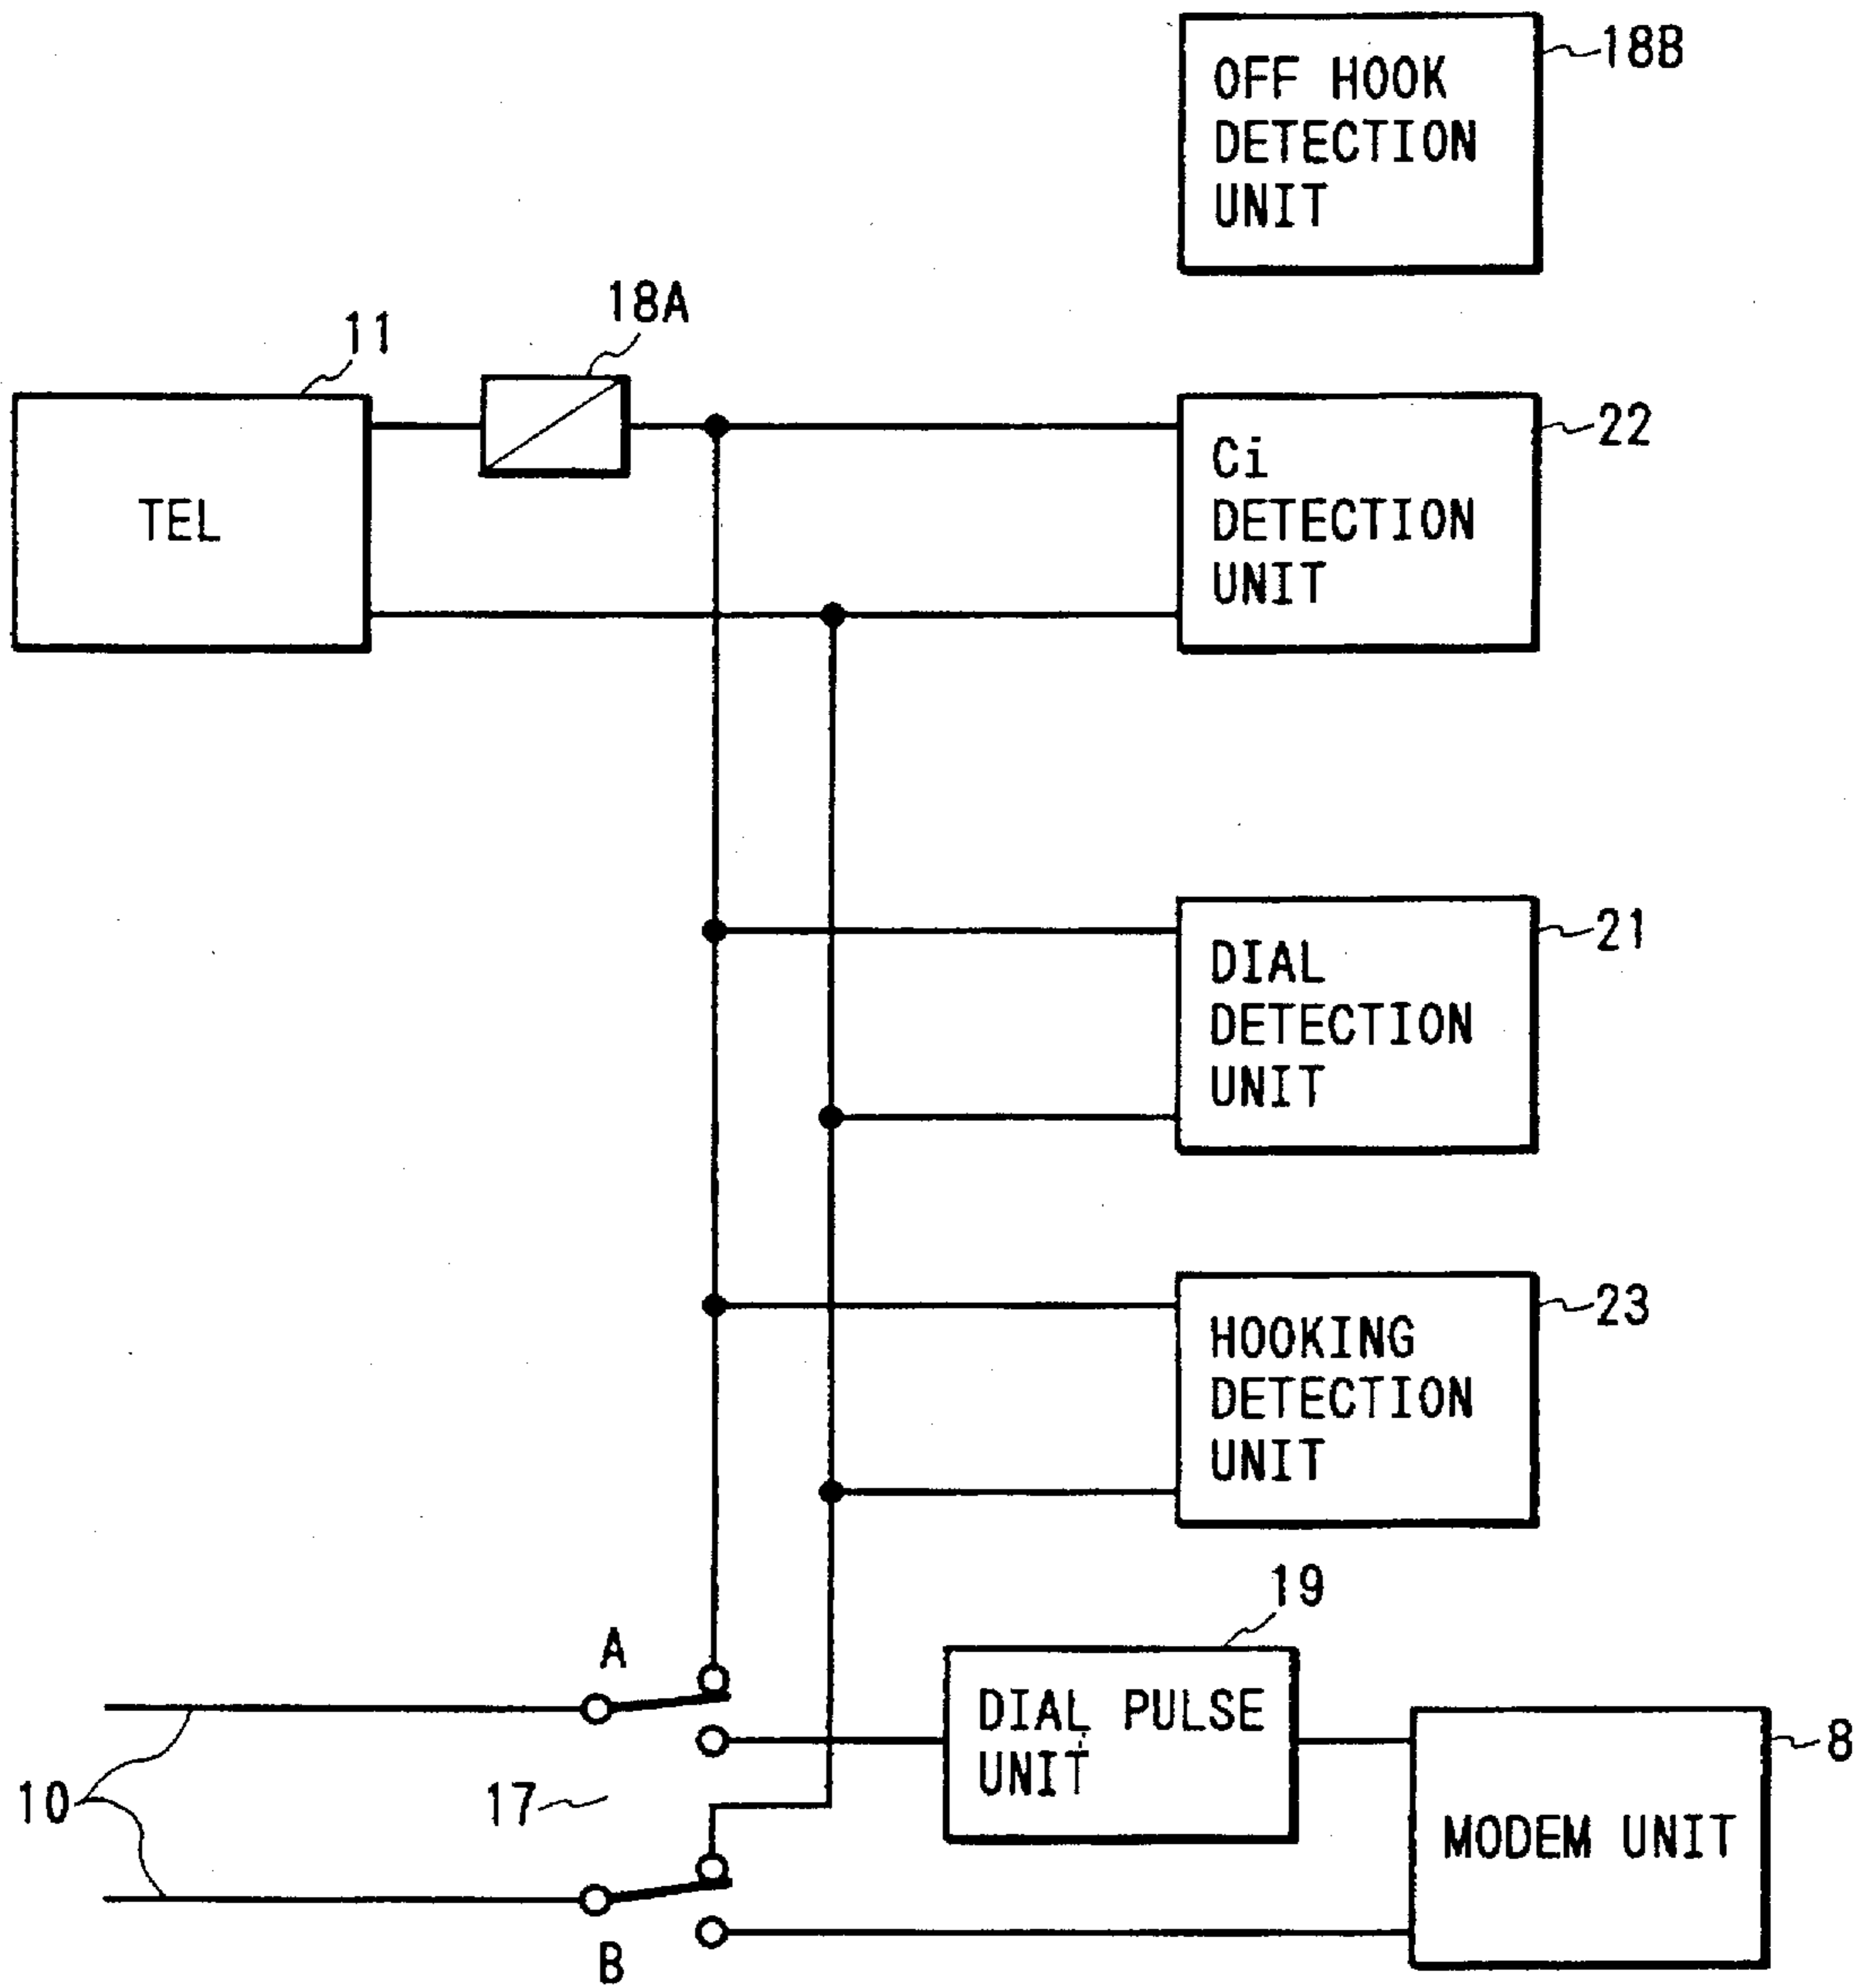 OFF HOOK
DETECTION
UNIT
18B
18A
11
TEL
Ci
DETECTION
UNIT
22
DIAL
DETECTION
UNIT
21
HOOKING
DETECTION
UNIT
23
19
A
DIAL PULSE
UNIT
8
10
17
MODEM UNIT
B